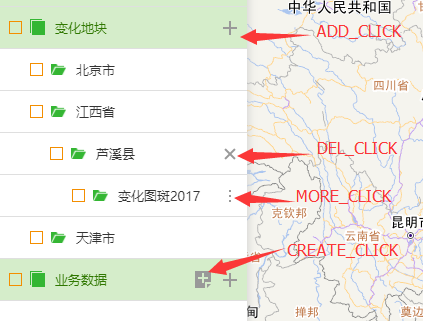 变化地块
北京市
江西省
芦溪县
变化图斑2017
天津市
业务数据
中华人民共和国
ADD_CLICK
四川省
DEL_CLICK
MORE_CLICK
克钦邦
昆明市
云南省
CREATE_CLICK
掸邦
奠边